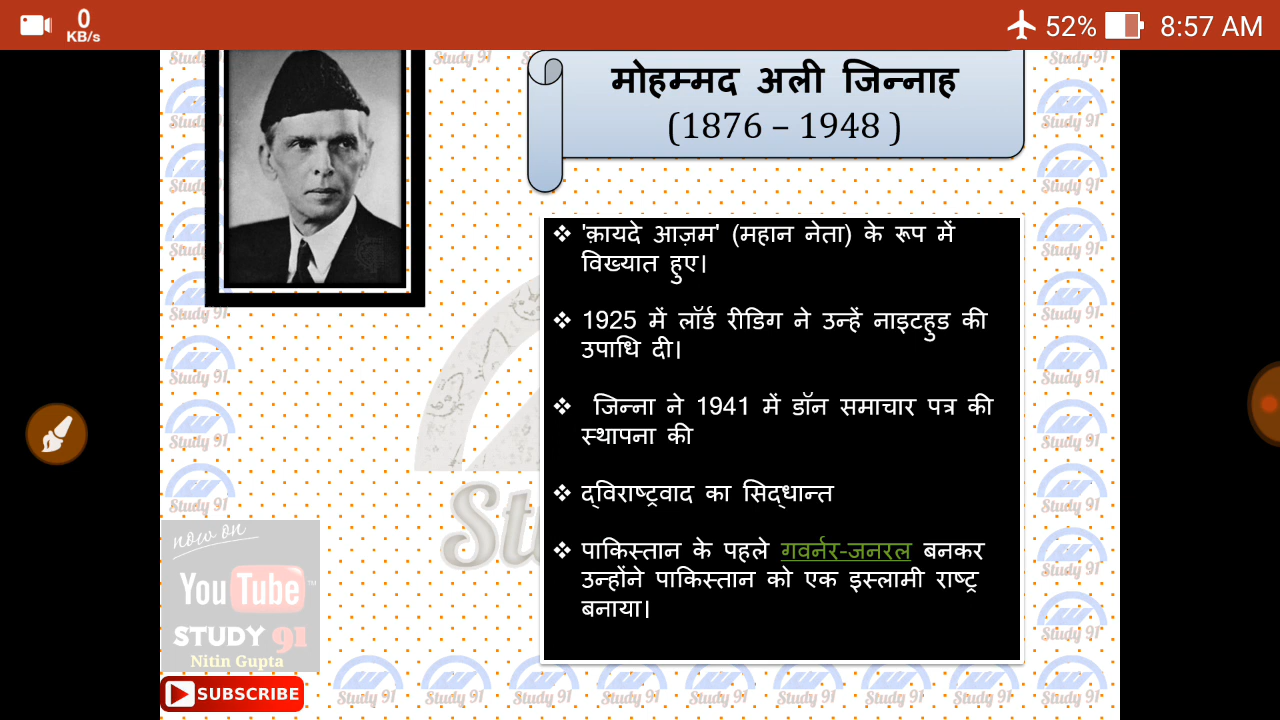 0
KB/s
52%
8:57 AM
मोहम्मद अली जिन्नाह
(1876 – 1948 )
❖ 'क़ायदे आज़म' (महान नेता) के रूप में
विख्यात हुए।
❖ 1925 में लॉर्ड रीडिग ने उन्हें नाइटहुड की
उपाधि दी।
❖ जिन्ना ने 1941 में डॉन समाचार पत्र की
स्थापना की
❖ द्विराष्ट्रवाद का सिद्धान्त
❖ पाकिस्तान के पहले गवर्नर-जनरल बनकर
उन्होंने पाकिस्तान को एक इस्लामी राष्ट्र
बनाया।
now on
YouTube™
STUDY 91
Nitin Gupta
SUBSCRIBE
Study 91